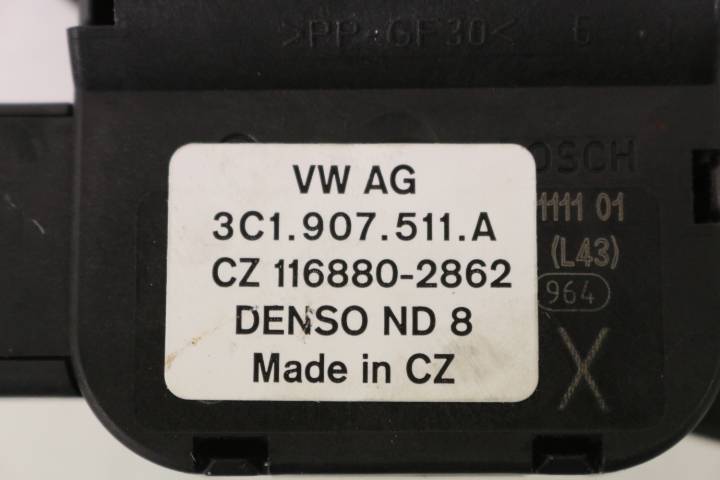 >PP-GF30< 6
VW AG
3C1.907.511.A
CZ 116880-2862
DENSO ND 8
Made in CZ
OSCH
1111 01
(L43)
964
X